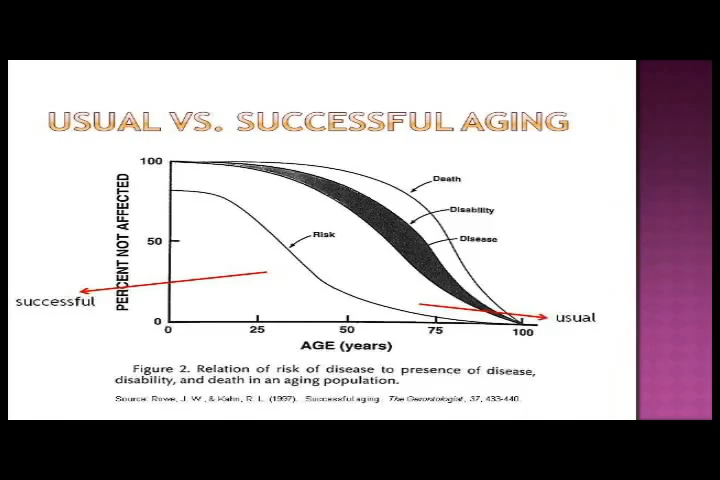 USUAL VS. SUCCESSFUL AGING
100
Death
Disability
Disease
PERCENT NOT AFFECTED
50
Risk
successful
usual
0
0 25 50 75 100
AGE (years)
Figure 2. Relation of risk of disease to presence of disease,
disability, and death in an aging population.
Source: Rowe, J. W., & Kahn, R. L. (1997). Successful aging. The Gerontologist, 37, 433-440.